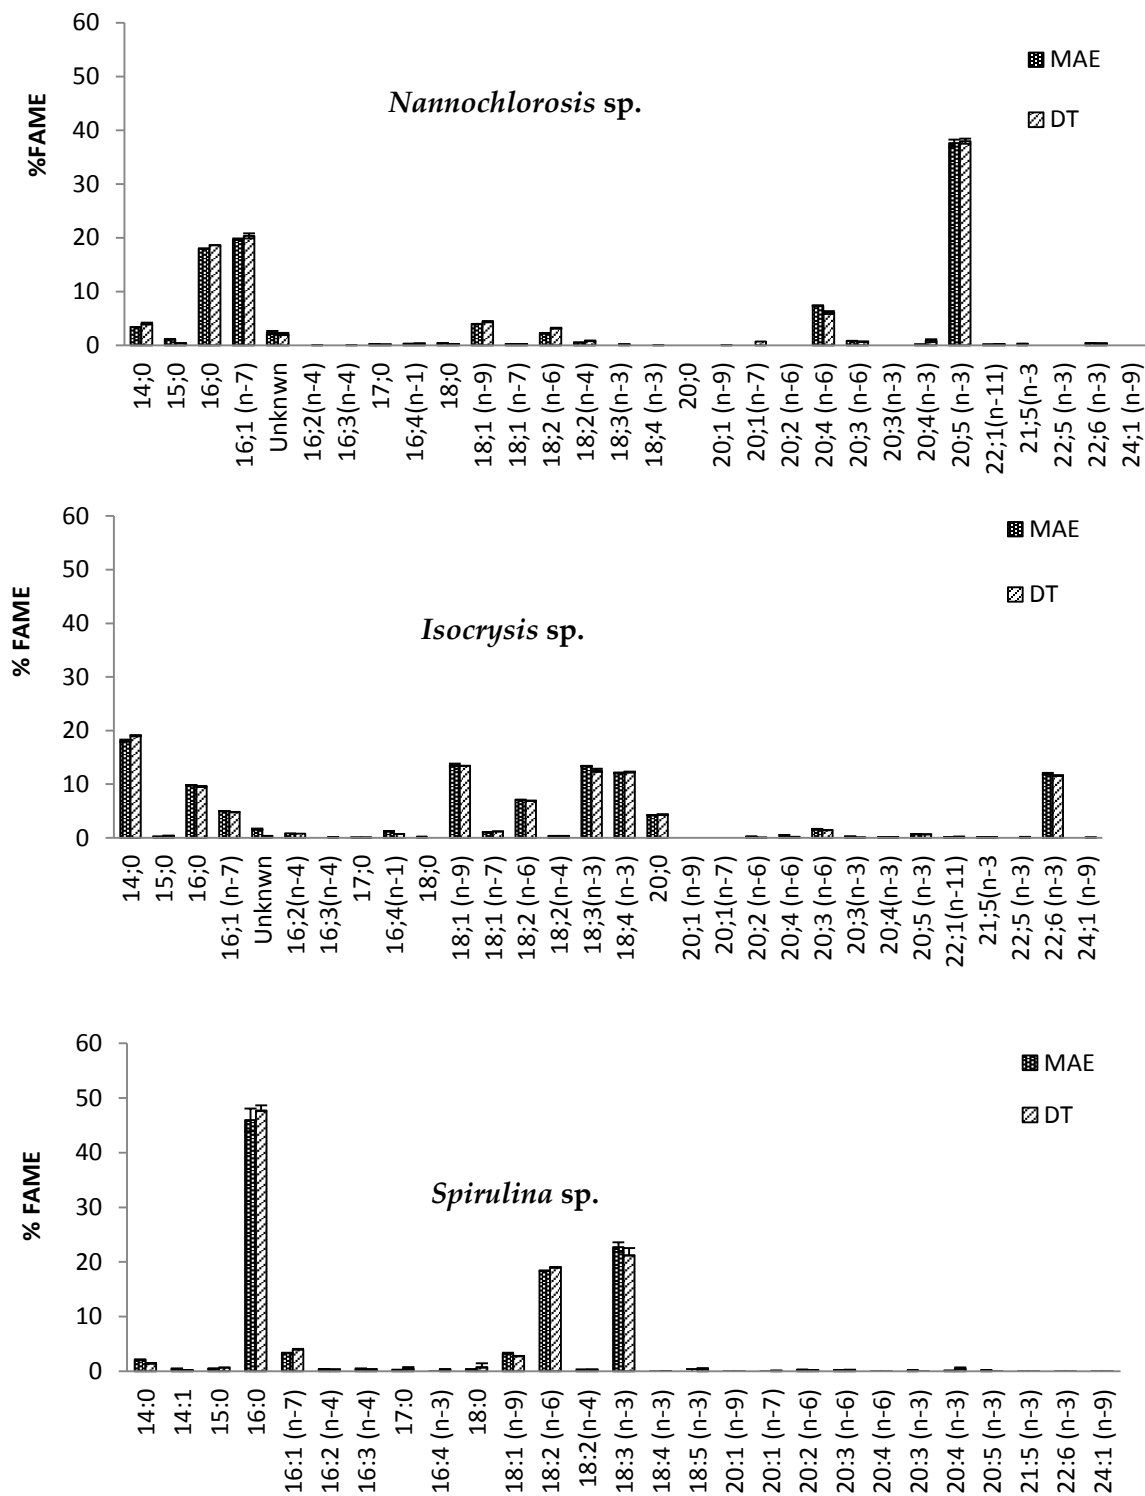 60
50
40
30
20
10
0
%FAME
Nannochlorosis sp.
MAE
DT
14;0
15;0
16;0
16;1 (n-7)
Unknwn
16;2(n-4)
16;3(n-4)
17;0
16;4(n-1)
18;0
18;1 (n-9)
18;1 (n-7)
18;2 (n-6)
18;2(n-4)
18;3(n-3)
18;4 (n-3)
20;0
20;1 (n-9)
20;1(n-7)
20;2 (n-6)
20;4 (n-6)
20;3 (n-6)
20;3(n-3)
20;4(n-3)
20;5 (n-3)
22;1(n-11)
21;5(n-3
22;5 (n-3)
22;6 (n-3)
24;1 (n-9)
60
50
40
30
20
10
0
% FAME
Isocrysis sp.
MAE
DT
14;0
15;0
16;0
16;1 (n-7)
Unknwn
16;2(n-4)
16;3(n-4)
17;0
16;4(n-1)
18;0
18;1 (n-9)
18;1 (n-7)
18;2 (n-6)
18;2(n-4)
18;3(n-3)
18;4 (n-3)
20;0
20;1 (n-9)
20;1(n-7)
20;2 (n-6)
20;4 (n-6)
20;3 (n-6)
20;3(n-3)
20;4(n-3)
20;5 (n-3)
22;1(n-11)
21;5(n-3
22;5 (n-3)
22;6 (n-3)
24;1 (n-9)
60
50
40
30
20
10
0
% FAME
Spirulina sp.
MAE
DT
14:0
14:1
15:0
16:0
16:1 (n-7)
16:2 (n-4)
16:3 (n-4)
17:0
16:4 (n-3)
18:0
18:1 (n-9)
18:2 (n-6)
18:2(n-4)
18:3 (n-3)
18:4 (n-3)
18:5 (n-3)
20:1 (n-9)
20:1 (n-7)
20:2 (n-6)
20:3 (n-6)
20:4 (n-6)
20:3 (n-3)
20:4 (n-3)
20:5 (n-3)
21:5 (n-3)
22:6 (n-3)
24:1 (n-9)